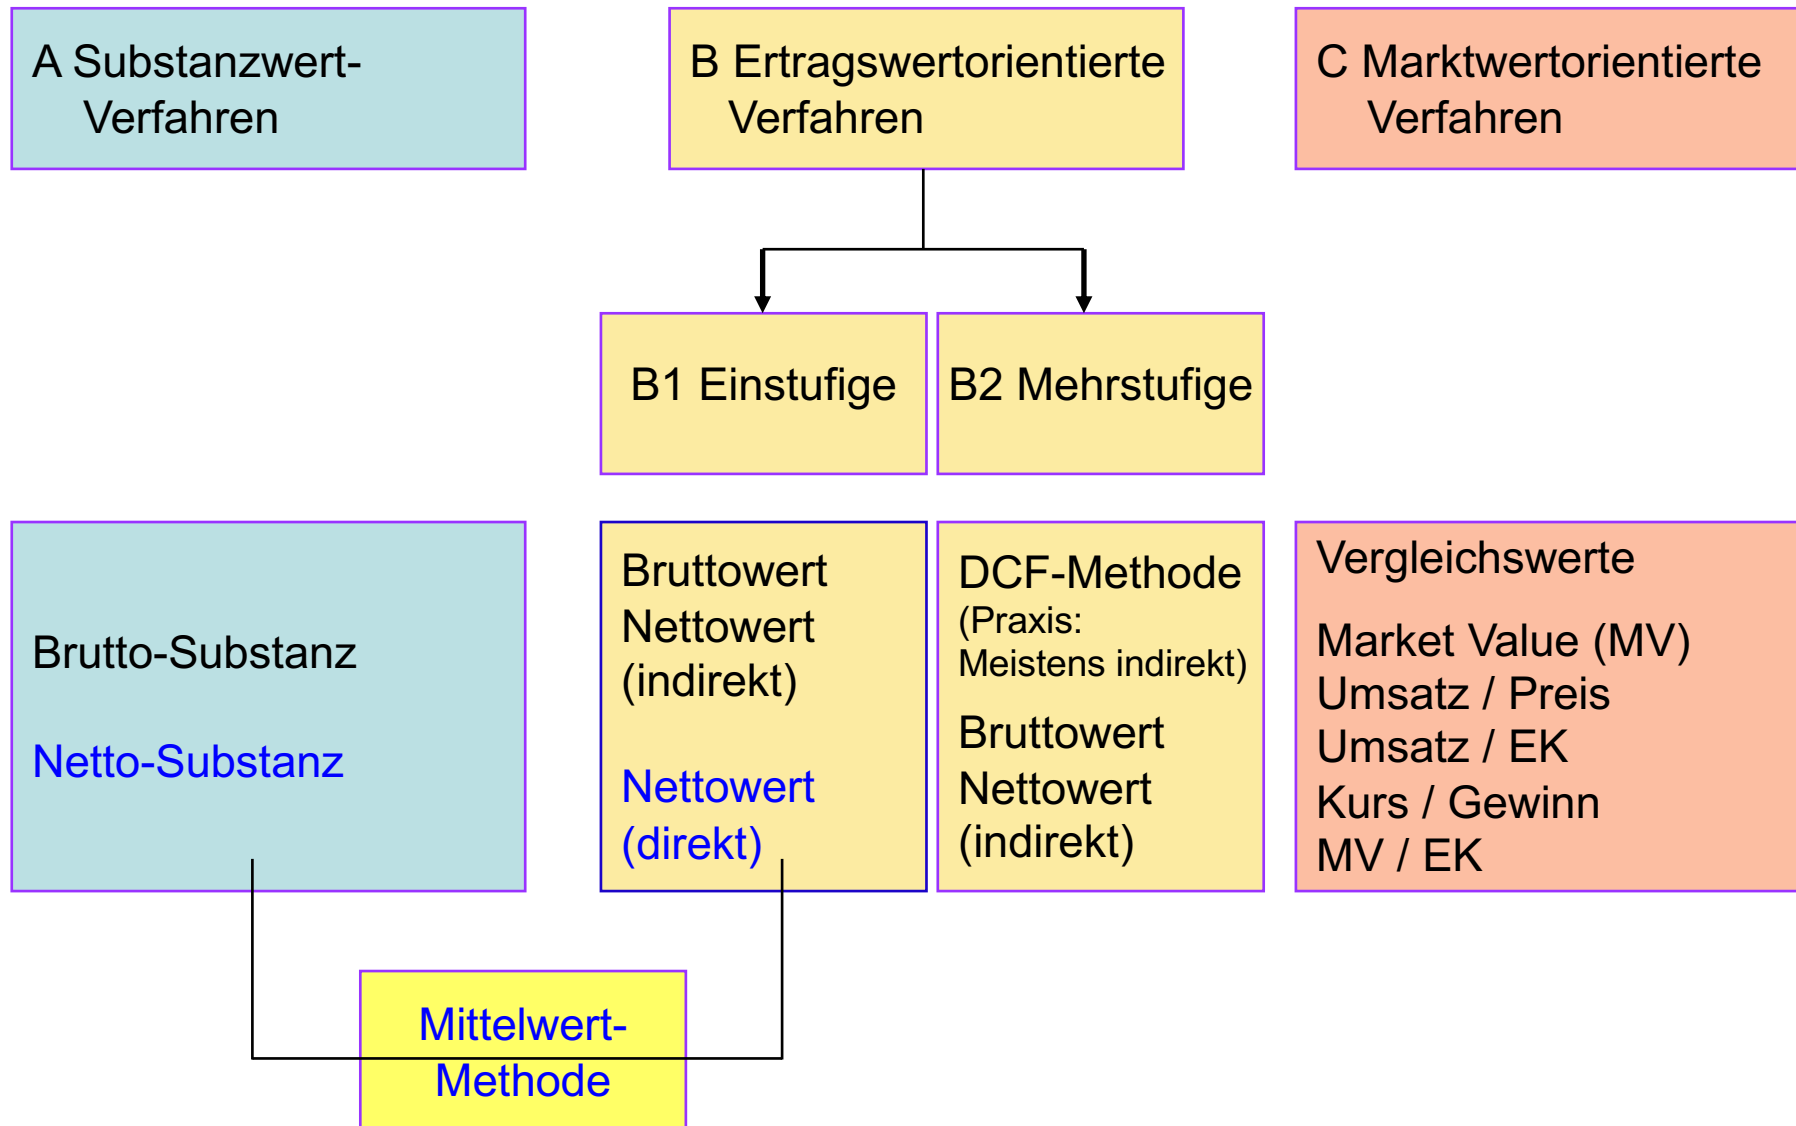 A Substanzwert-
Verfahren
B Ertragswertorientierte
Verfahren
C Marktwertorientierte
Verfahren
B1 Einstufige
B2 Mehrstufige
Brutto-Substanz
Netto-Substanz
Bruttowert
Nettowert
(indirekt)
Nettowert
(direkt)
DCF-Methode
(Praxis:
Meistens indirekt)
Bruttowert
Nettowert
(indirekt)
Vergleichswerte
Market Value (MV)
Umsatz / Preis
Umsatz / EK
Kurs / Gewinn
MV / EK
Mittelwert-
Methode